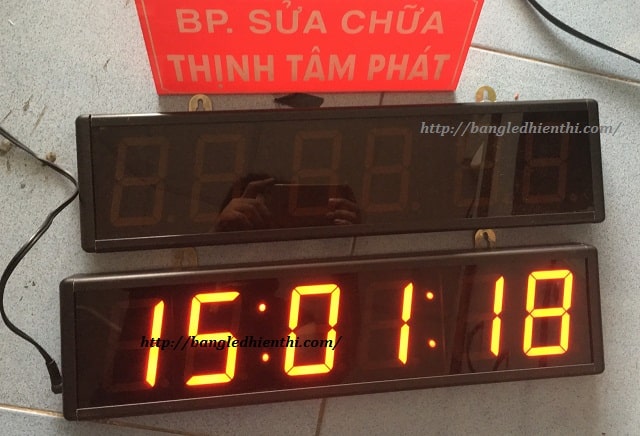 BP. SỬA CHỮA
THỊNH TÂM PHÁT
http://bangledhienthi.com/
15:01:18
http://bangledhienthi.com/